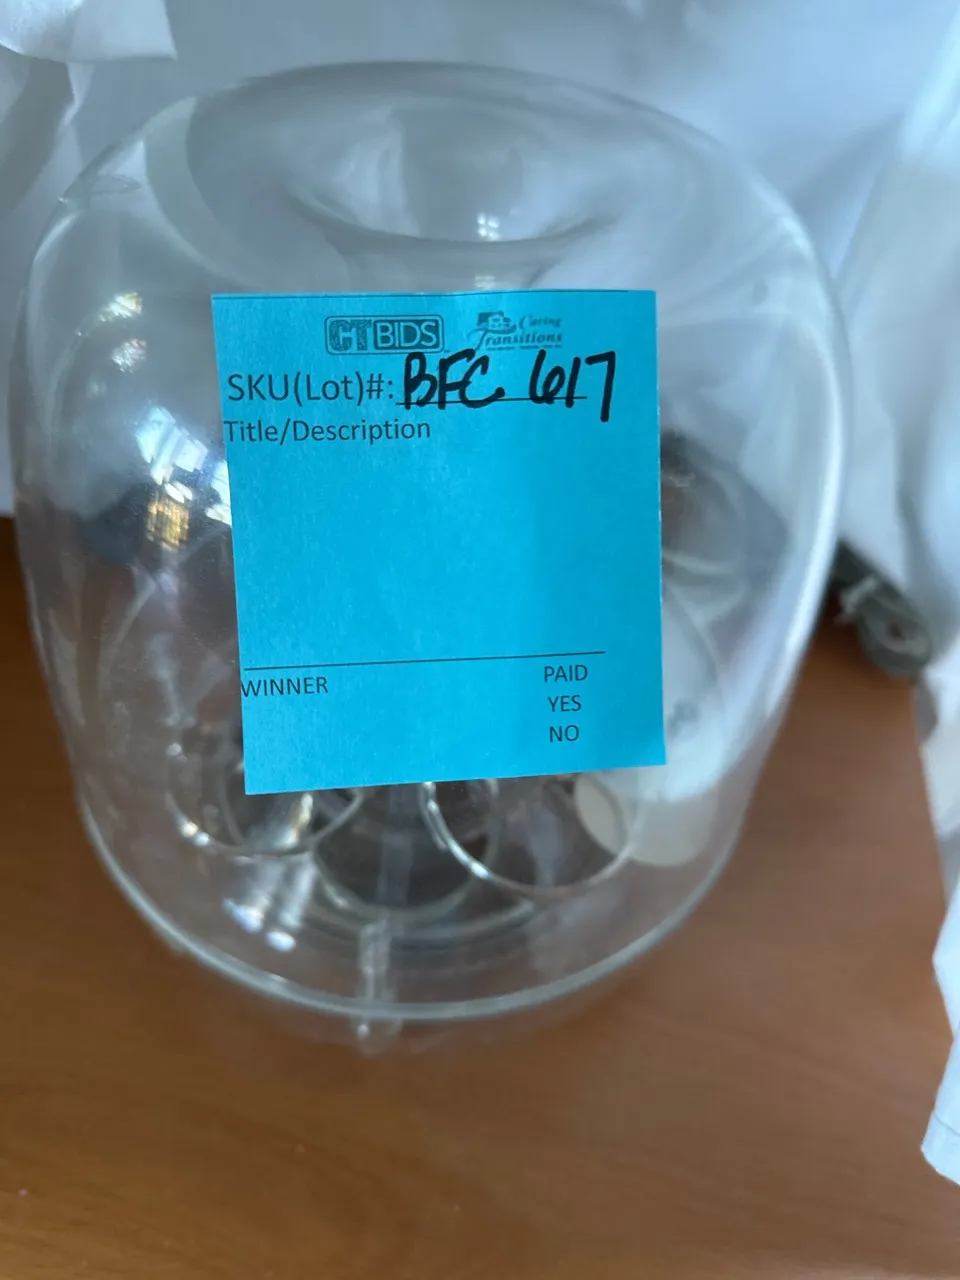 CTBIDS
Caring
Transitions
SKU(Lot)#: BFC 617
Title/Description
WINNER
PAID
YES
NO